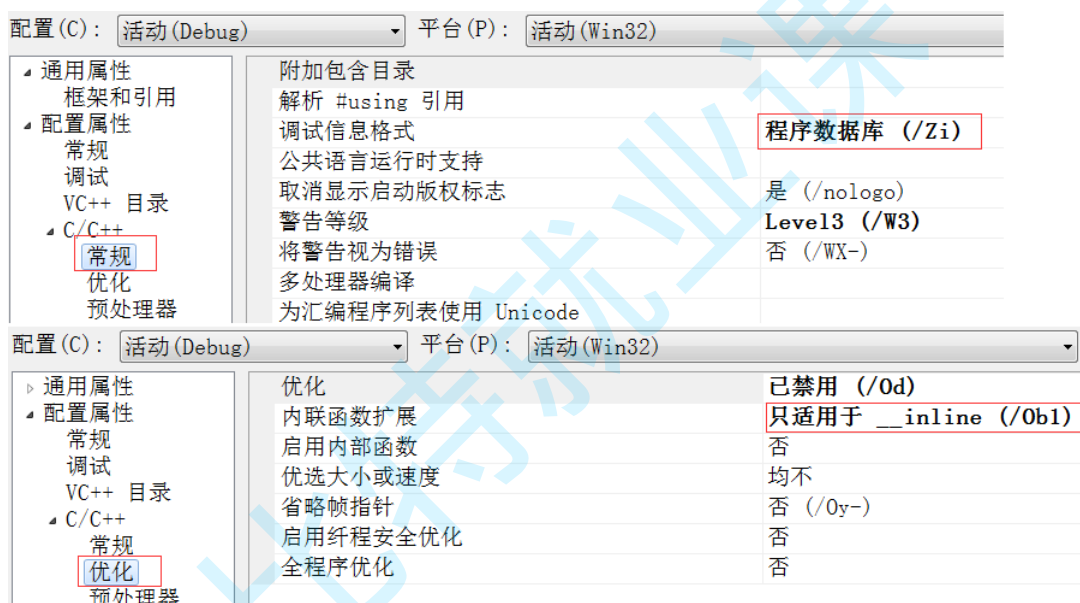 配置(C): 活动(Debug) 平台(P): 活动(Win32)
通用属性 附加包含目录
框架和引用 解析 #using 引用
配置属性 调试信息格式 程序数据库 (/Zi)
常规 公共语言运行时支持
调试 取消显示启动版权标志 是 (/nologo)
VC++ 目录 警告等级 Level3 (/W3)
C/C++ 将警告视为错误 否 (/WX-)
常规 多处理器编译
优化 为汇编程序列表使用 Unicode
预处理器
配置(C): 活动(Debug) 平台(P): 活动(Win32)
通用属性 优化 已禁用 (/Od)
配置属性 内联函数扩展 只适用于 __inline (/Ob1)
常规 启用内部函数 否
调试 优选大小或速度 均不
VC++ 目录 省略帧指针 否 (/Oy-)
C/C++ 启用纤程安全优化 否
常规 全程序优化 否
优化
预处理器
比特就业课